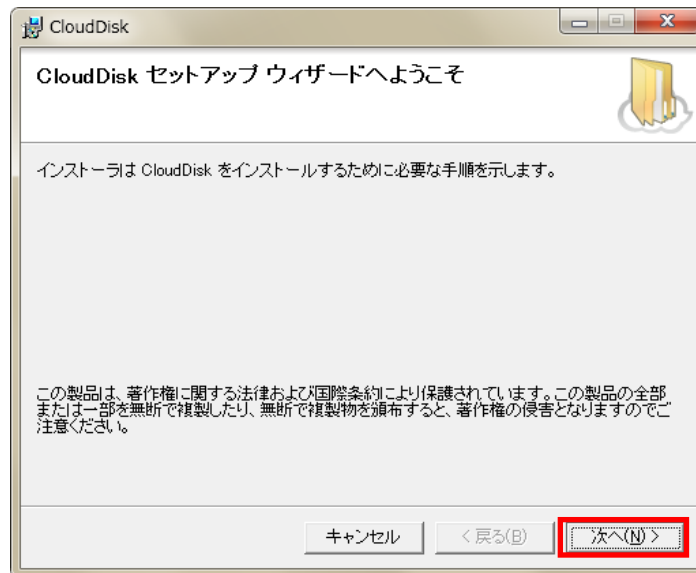 CloudDisk
CloudDisk セットアップ ウィザードへようこそ
インストーラは CloudDisk をインストールするために必要な手順を示します。
この製品は、著作権に関する法律および国際条約により保護されています。この製品の全部
または一部を無断で複製したり、無断で複製物を頒布すると、著作権の侵害となりますのでご
注意ください。
キャンセル
< 戻る(B)
次へ(N) >